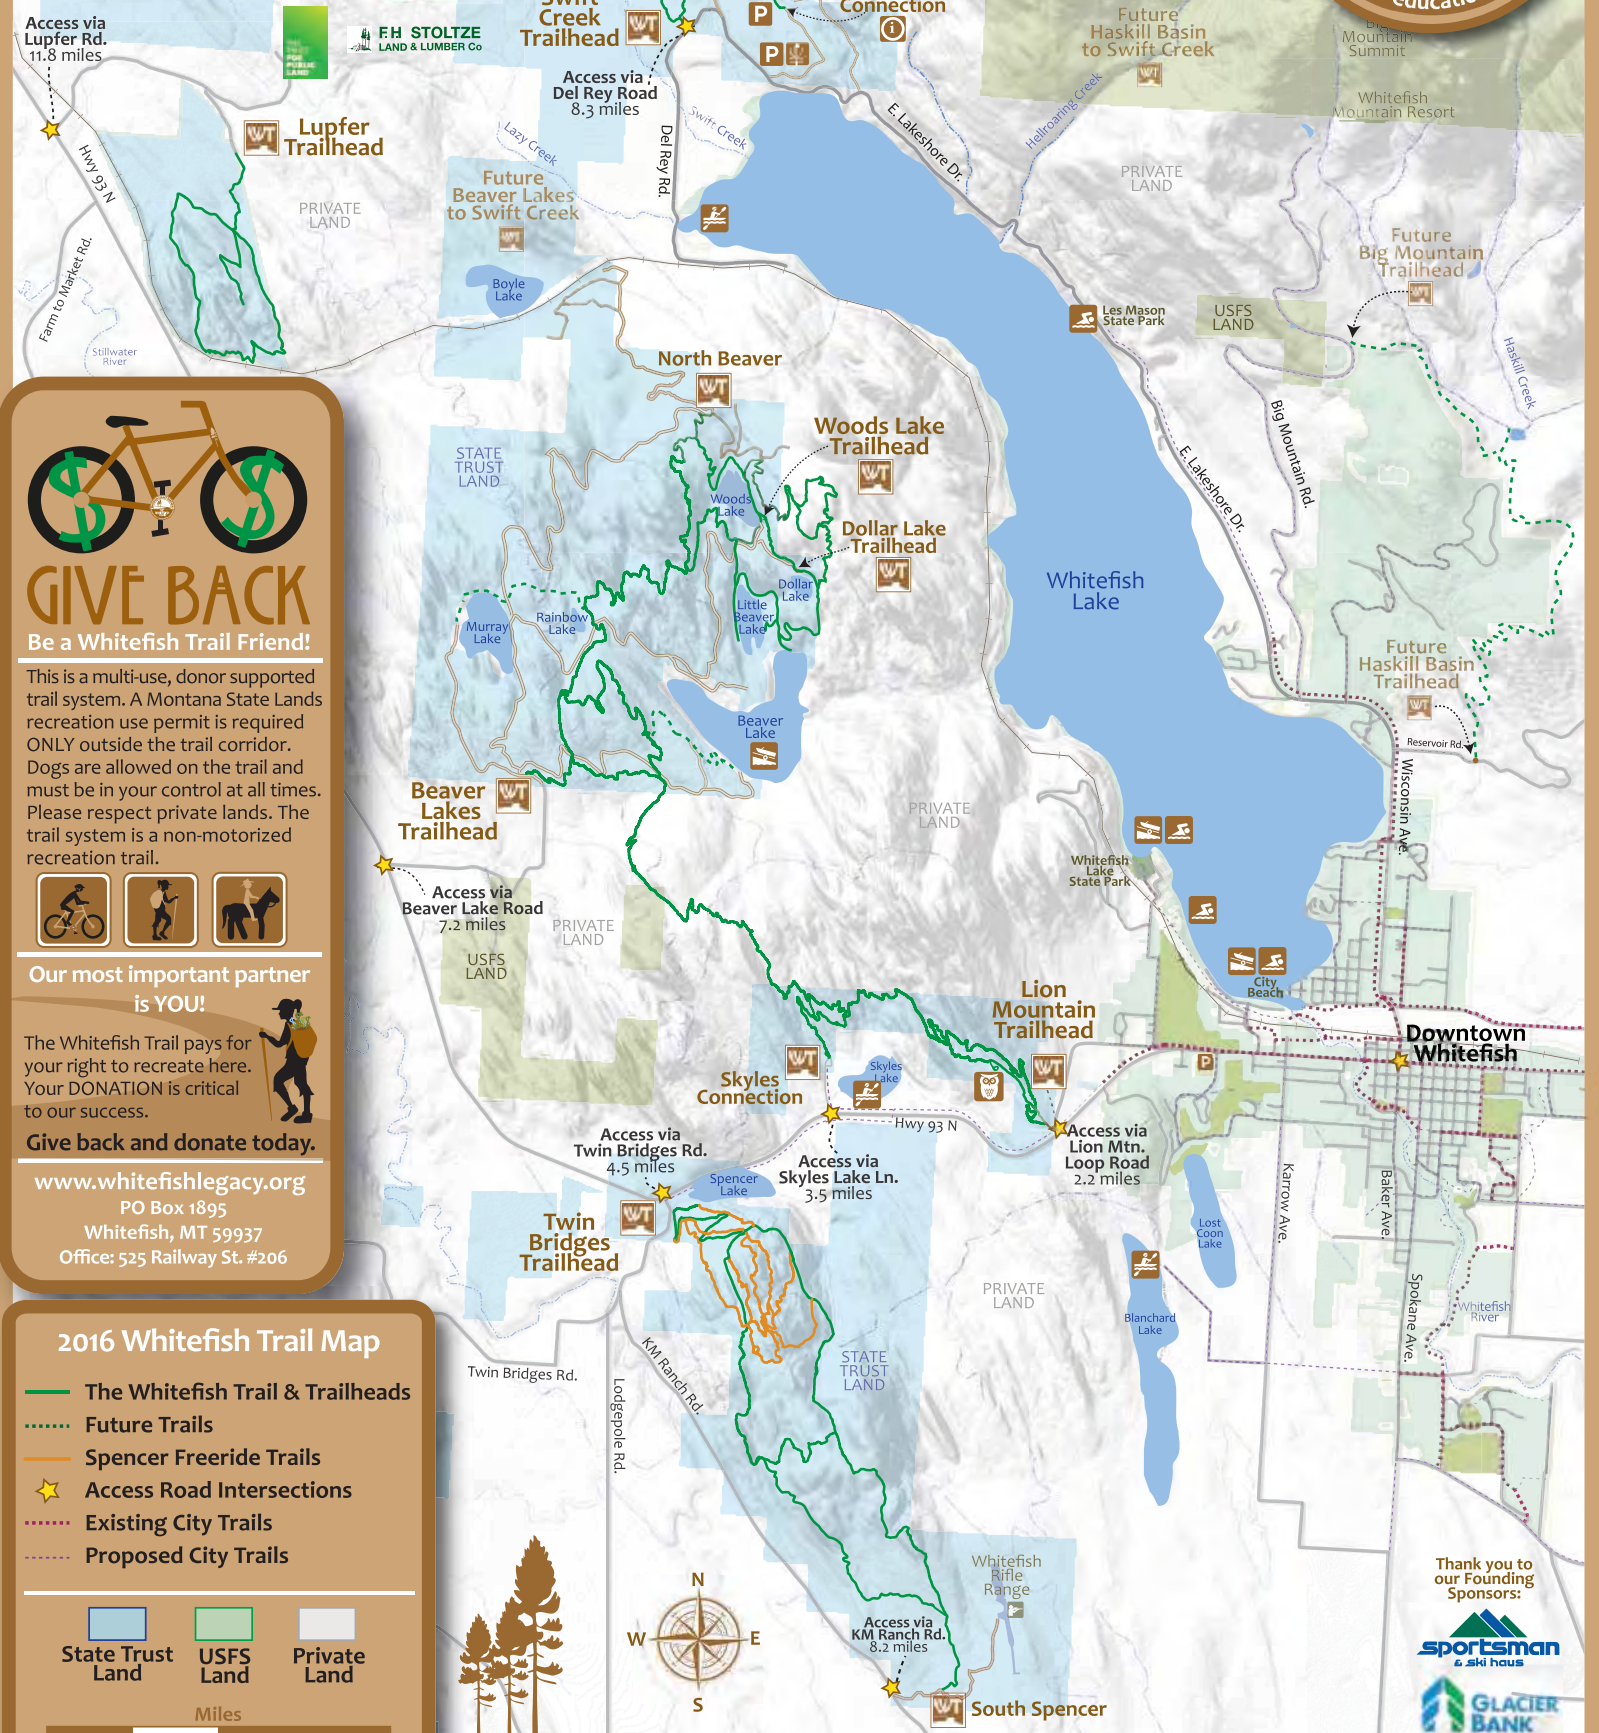 Access via
Lupfer Rd.
11.8 miles
F.H STOLTZE
LAND & LUMBER Co
Swift
Creek
Trailhead
P
Connection
P
Access via
Del Rey Road
8.3 miles
Future
Haskill Basin
to Swift Creek
Big
Mountain
Summit
Whitefish
Mountain Resort
WT
Lupfer
Trailhead
Hwy 93 N
Farm to Market Rd.
Stillwater
River
PRIVATE
LAND
Lazy Creek
Swift Creek
Del Rey Rd.
E. Lakeshore Dr.
Hellroaring Creek
PRIVATE
LAND
Future
Beaver Lakes
to Swift Creek
Boyle
Lake
Future
Big Mountain
Trailhead
Les Mason
State Park
USFS
LAND
Haskill Creek
Big Mountain Rd.
E. Lakeshore Dr.
North Beaver
Woods Lake
Trailhead
STATE
TRUST
LAND
Woods
Lake
Dollar Lake
Trailhead
Dollar
Lake
Little
Beaver
Lake
Rainbow
Lake
Murray
Lake
Whitefish
Lake
Beaver
Lake
Future
Haskill Basin
Trailhead
Reservoir Rd.
Wisconsin Ave.
Beaver
Lakes
Trailhead
PRIVATE
LAND
Whitefish
Lake
State Park
Access via
Beaver Lake Road
7.2 miles
PRIVATE
LAND
USFS
LAND
City
Beach
Lion
Mountain
Trailhead
Downtown
Whitefish
P
Skyles
Connection
Skyles
Lake
Hwy 93 N
Access via
Twin Bridges Rd.
4.5 miles
Access via
Skyles Lake Ln.
3.5 miles
Access via
Lion Mtn.
Loop Road
2.2 miles
Spencer
Lake
Twin
Bridges
Trailhead
Lost
Coon
Lake
Karrow Ave.
Baker Ave.
Spokane Ave.
PRIVATE
LAND
Blanchard
Lake
Whitefish
River
STATE
TRUST
LAND
Twin Bridges Rd.
KM Ranch Rd.
Lodgepole Rd.
Whitefish
Rifle
Range
Access via
KM Ranch Rd.
8.2 miles
South Spencer
N
W
E
S
GIVE BACK
Be a Whitefish Trail Friend!
This is a multi-use, donor supported
trail system. A Montana State Lands
recreation use permit is required
ONLY outside the trail corridor.
Dogs are allowed on the trail and
must be in your control at all times.
Please respect private lands. The
trail system is a non-motorized
recreation trail.
Our most important partner
is YOU!
The Whitefish Trail pays for
your right to recreate here.
Your DONATION is critical
to our success.
Give back and donate today.
www.whitefishlegacy.org
PO Box 1895
Whitefish, MT 59937
Office: 525 Railway St. #206
2016 Whitefish Trail Map
The Whitefish Trail & Trailheads
Future Trails
Spencer Freeride Trails
Access Road Intersections
Existing City Trails
Proposed City Trails
State Trust
Land
USFS
Land
Private
Land
Miles
Thank you to
our Founding
Sponsors:
sportsman
& ski haus
GLACIER
BANK